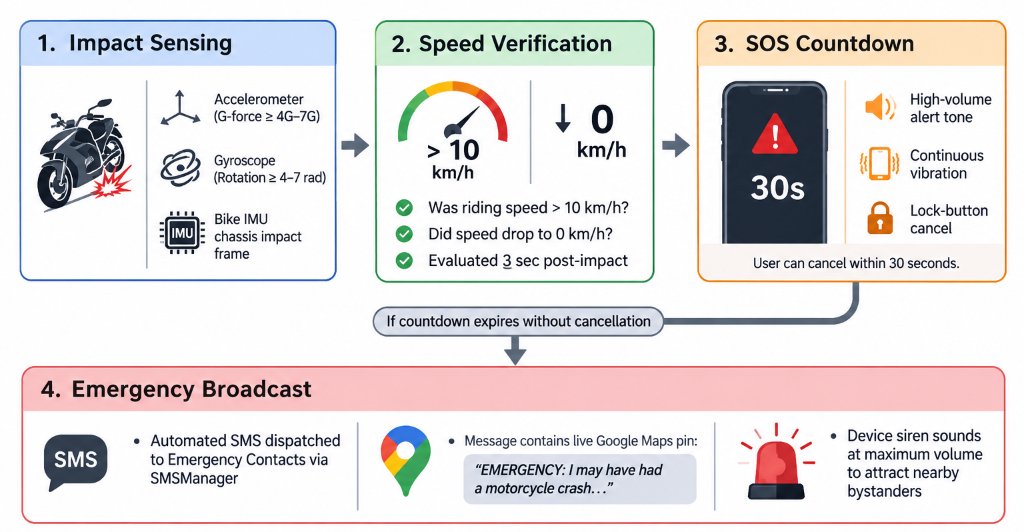 1. Impact Sensing
Accelerometer
(G-force ≥ 4G–7G)
Gyroscope
(Rotation ≥ 4–7 rad)
IMU
Bike IMU
chassis impact
frame
2. Speed Verification
> 10
km/h
↓ 0
km/h
Was riding speed > 10 km/h?
Did speed drop to 0 km/h?
Evaluated 3 sec post-impact
3. SOS Countdown
30s
High-volume
alert tone
Continuous
vibration
Lock-button
cancel
User can cancel within 30 seconds.
If countdown expires without cancellation
4. Emergency Broadcast
SMS
• Automated SMS dispatched
to Emergency Contacts via
SMSManager
• Message contains live Google Maps pin:
“EMERGENCY: I may have had
a motorcycle crash…”
• Device siren sounds
at maximum volume
to attract nearby
bystanders